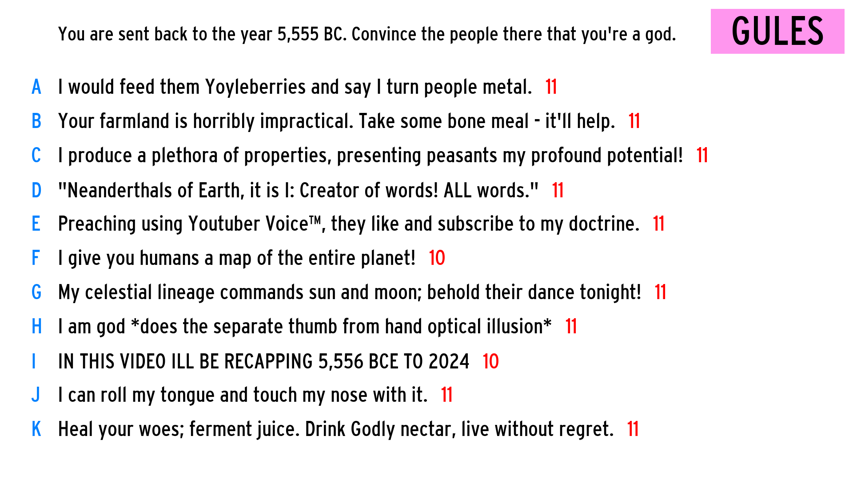 You are sent back to the year 5,555 BC. Convince the people there that you're a god.
GULES
A I would feed them Yoyleberries and say I turn people metal. 11
B Your farmland is horribly impractical. Take some bone meal - it'll help. 11
C I produce a plethora of properties, presenting peasants my profound potential! 11
D "Neanderthals of Earth, it is I: Creator of words! ALL words." 11
E Preaching using Youtuber Voice™, they like and subscribe to my doctrine. 11
F I give you humans a map of the entire planet! 10
G My celestial lineage commands sun and moon; behold their dance tonight! 11
H I am god *does the separate thumb from hand optical illusion* 11
I IN THIS VIDEO ILL BE RECAPPING 5,556 BCE TO 2024 10
J I can roll my tongue and touch my nose with it. 11
K Heal your woes; ferment juice. Drink Godly nectar, live without regret. 11